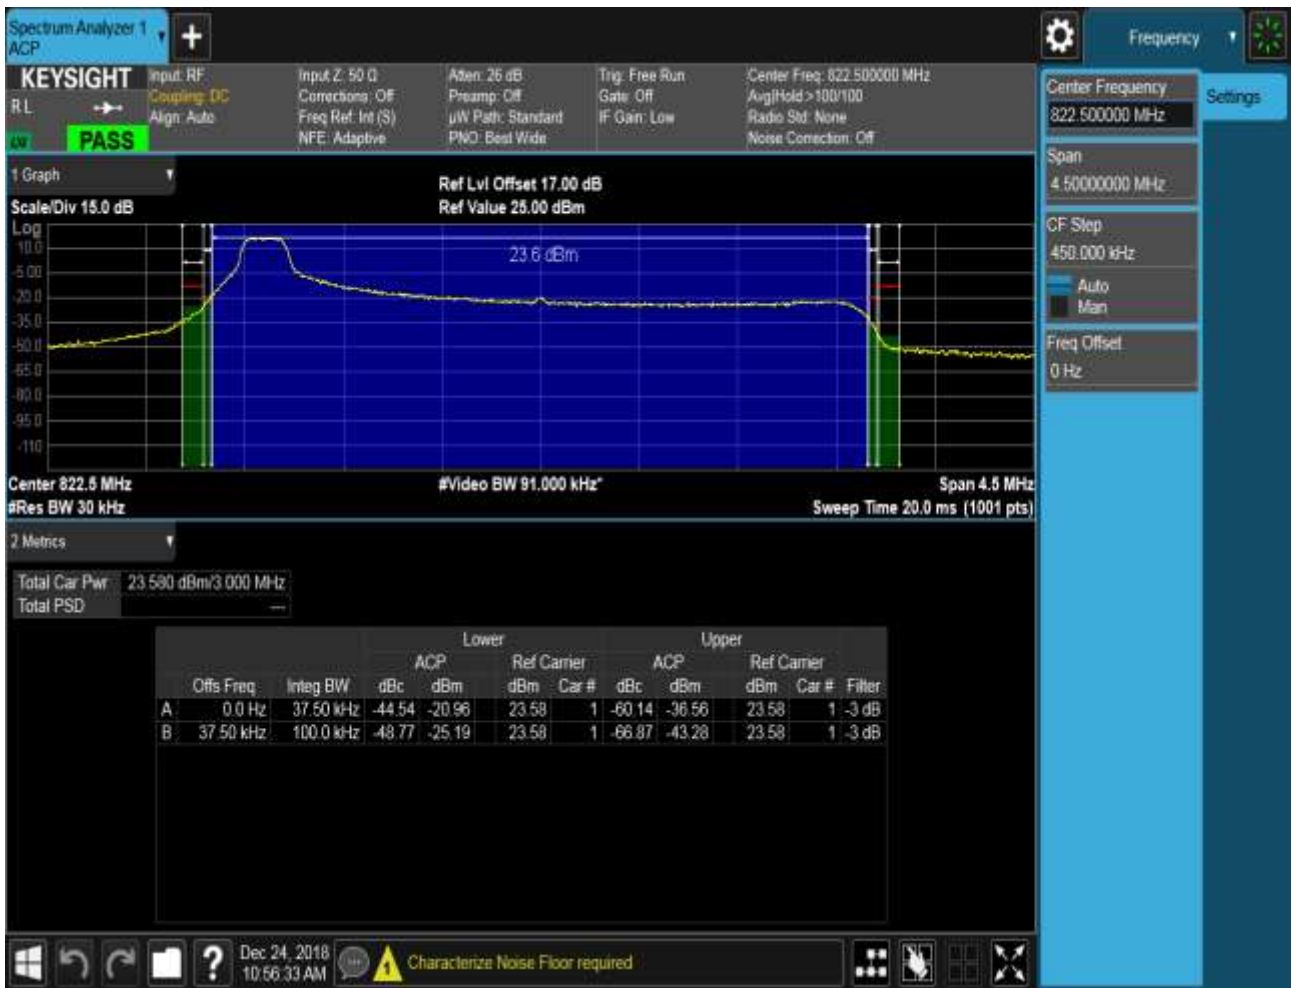 Spectrum Analyzer 1
ACP
Frequency
KEYSIGHT
R L
PASS
Input: RF
Coupling: DC
Align: Auto
Input Z: 50 Ω
Corrections: Off
Freq Ref: Int (S)
NFE: Adaptive
Atten: 26 dB
Preamp: Off
µW Path: Standard
PNO: Best Wide
Trig: Free Run
Gate: Off
IF Gain: Low
Center Freq: 822.500000 MHz
Avg|Hold >100/100
Radio Std: None
Noise Correction: Off
Center Frequency
822.500000 MHz
Settings
Span
4.50000000 MHz
CF Step
450.000 kHz
Auto
Man
Freq Offset
0 Hz
1 Graph
Scale/Div 15.0 dB
Ref Lvl Offset 17.00 dB
Ref Value 25.00 dBm
Log
10.0
-5.00
-20.0
-35.0
-50.0
-65.0
-80.0
-95.0
-110
23.6 dBm
Center 822.5 MHz
#Video BW 91.000 kHz*
Span 4.5 MHz
#Res BW 30 kHz
Sweep Time 20.0 ms (1001 pts)
2 Metrics
Total Car Pwr 23.580 dBm/3.000 MHz
Total PSD ---
Lower Upper
ACP Ref Carrier ACP Ref Carrier
Offs Freq Integ BW dBc dBm dBm Car # dBc dBm dBm Car # Filter
A 0.0 Hz 37.50 kHz -44.54 -20.96 23.58 1 -60.14 -36.56 23.58 1 -3 dB
B 37.50 kHz 100.0 kHz -48.77 -25.19 23.58 1 -66.87 -43.28 23.58 1 -3 dB
Dec 24, 2018
10:56:33 AM
1
Characterize Noise Floor required